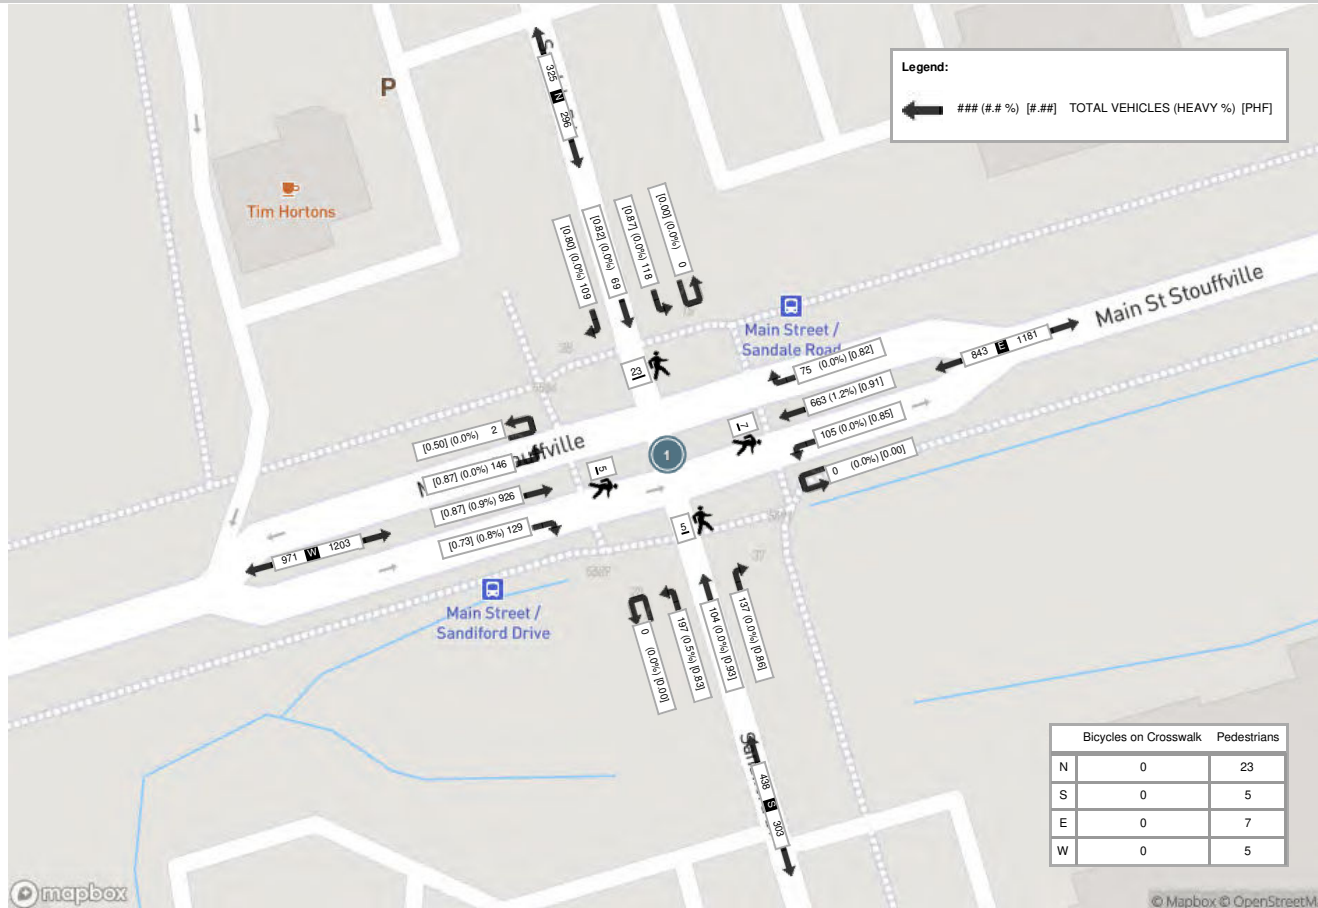 Legend:
### (#.# %) [#.##] TOTAL VEHICLES (HEAVY %) [PHF]
P
Tim Hortons
325 N 296
[0.80] (0.0%) 109
[0.82] (0.0%) 69
[0.87] (0.0%) 118
[0.00] (0.0%) 0
23
Main Street /
Sandale Road
Main St Stouffville
843 E 1181
75 (0.0%) [0.82]
663 (1.2%) [0.91]
105 (0.0%) [0.85]
0 (0.0%) [0.00]
7
1
5
[0.50] (0.0%) 2
[0.87] (0.0%) 146
[0.87] (0.9%) 926
[0.73] (0.8%) 129
971 W 1203
5
37
Main Street /
Sandiford Drive
0 (0.0%) [0.00]
197 (0.5%) [0.83]
104 (0.0%) [0.93]
137 (0.0%) [0.86]
438 S 303
Bicycles on Crosswalk Pedestrians
N 0 23
S 0 5
E 0 7
W 0 5
mapbox
© Mapbox © OpenStreetM